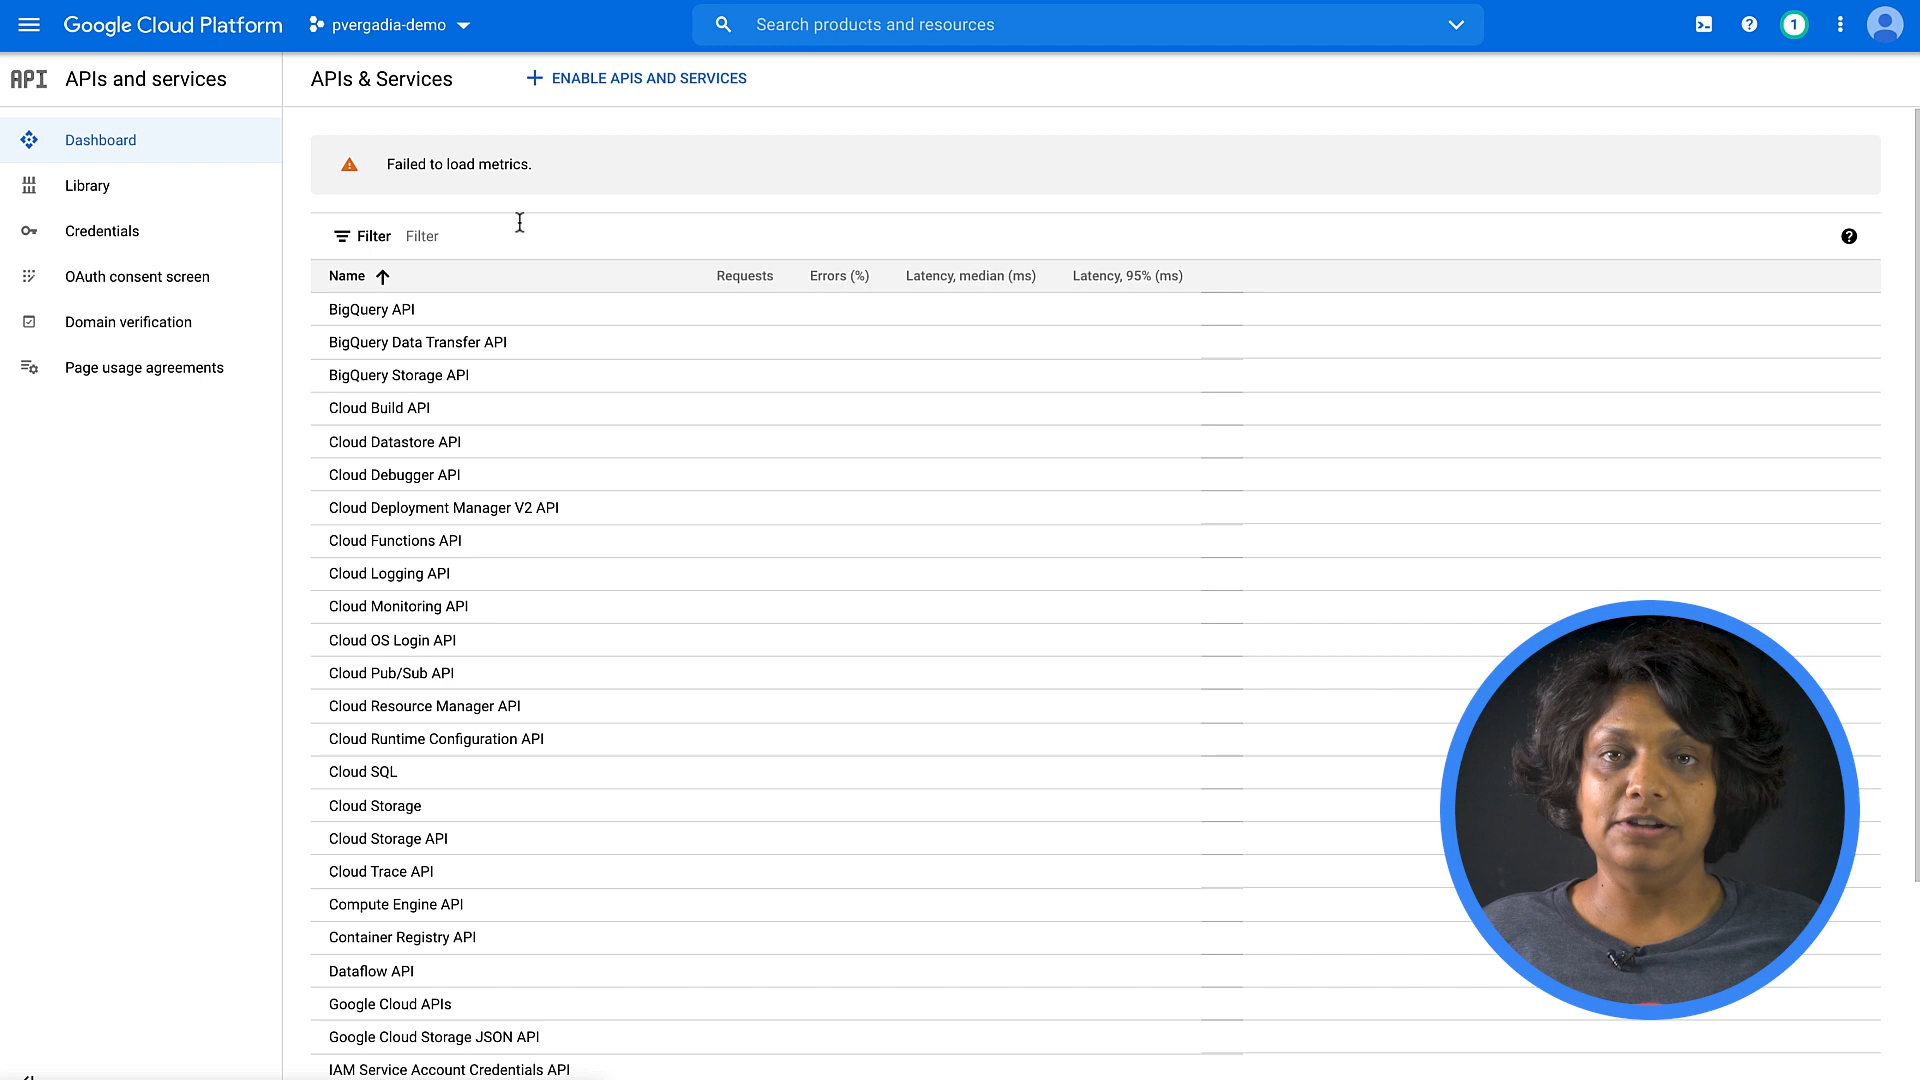 Google Cloud Platform
pvergadia-demo
Search products and resources
1
API APIs and services
APIs & Services
ENABLE APIS AND SERVICES
Dashboard
Library
Credentials
OAuth consent screen
Domain verification
Page usage agreements
Failed to load metrics.
Filter Filter
Name Requests Errors (%) Latency, median (ms) Latency, 95% (ms)
BigQuery API
BigQuery Data Transfer API
BigQuery Storage API
Cloud Build API
Cloud Datastore API
Cloud Debugger API
Cloud Deployment Manager V2 API
Cloud Functions API
Cloud Logging API
Cloud Monitoring API
Cloud OS Login API
Cloud Pub/Sub API
Cloud Resource Manager API
Cloud Runtime Configuration API
Cloud SQL
Cloud Storage
Cloud Storage API
Cloud Trace API
Compute Engine API
Container Registry API
Dataflow API
Google Cloud APIs
Google Cloud Storage JSON API
IAM Service Account Credentials API